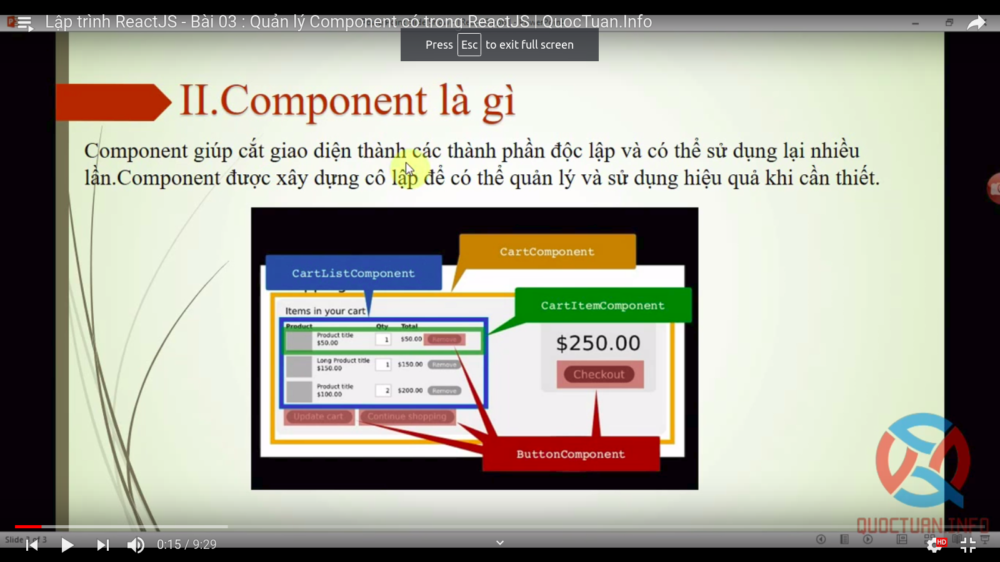 Lập trình ReactJS - Bài 03 : Quản lý Component có trong ReactJS | QuocTuan.Info
Press Esc to exit full screen
II.Component là gì
Component giúp cắt giao diện thành các thành phần độc lập và có thể sử dụng lại nhiều
lần.Component được xây dựng cô lập để có thể quản lý và sử dụng hiệu quả khi cần thiết.
CartComponent
CartListComponent
CartItemComponent
Items in your cart
Product Qty Total
Product title
$50.00
1 $50.00 Remove
Long Product title
$150.00
1 $150.00 Remove
Product title
$100.00
2 $200.00 Remove
$250.00
Checkout
Update cart Continue shopping
ButtonComponent
QUOCTUAN.INFO
Slide 3 of 3
0:15 / 9:29
HD